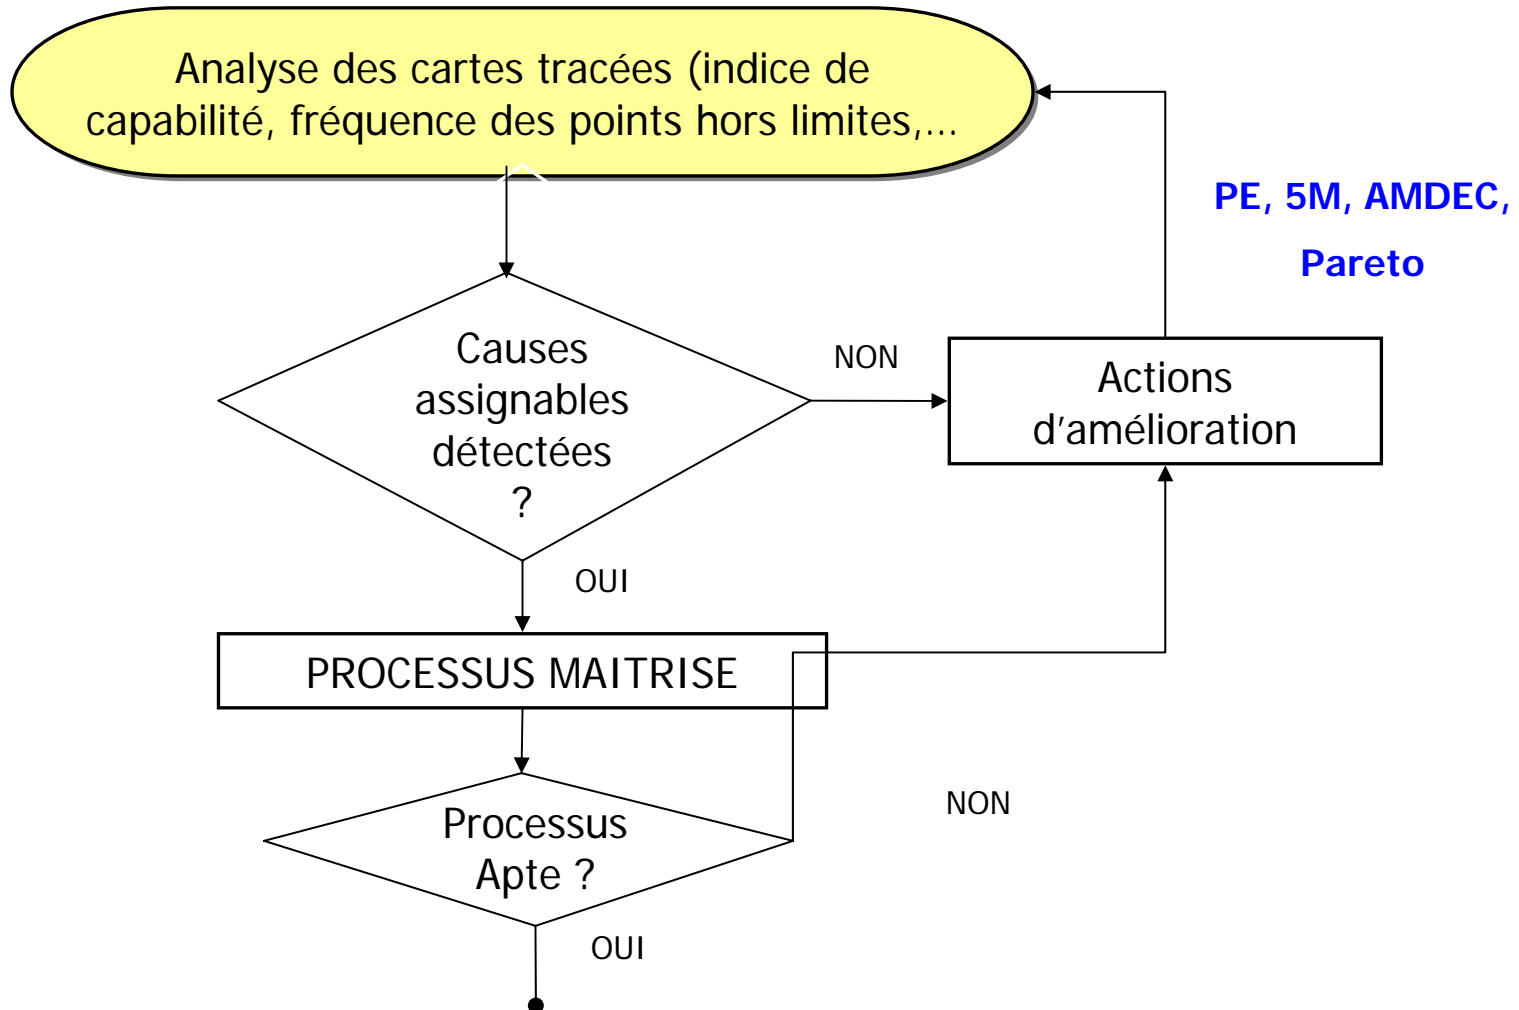 Analyse des cartes tracées (indice de
capabilité, fréquence des points hors limites,...
PE, 5M, AMDEC,
Pareto
Causes
assignables
détectées
?
NON
Actions
d’amélioration
OUI
PROCESSUS MAITRISE
Processus
Apte ?
NON
OUI